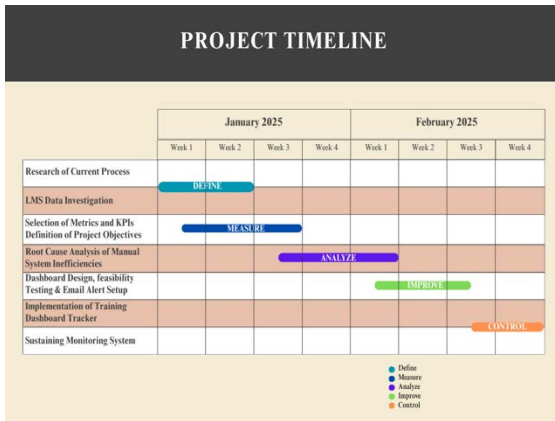 PROJECT TIMELINE
January 2025
February 2025
Week 1
Week 2
Week 3
Week 4
Week 1
Week 2
Week 3
Week 4
Research of Current Process
DEFINE
LMS Data Investigation
Selection of Metrics and KPIs
Definition of Project Objectives
MEASURE
Root Cause Analysis of Manual
System Inefficiencies
ANALYZE
Dashboard Design, feasibility
Testing & Email Alert Setup
IMPROVE
Implementation of Training
Dashboard Tracker
CONTROL
Sustaining Monitoring System
Define
Measure
Analyze
Improve
Control